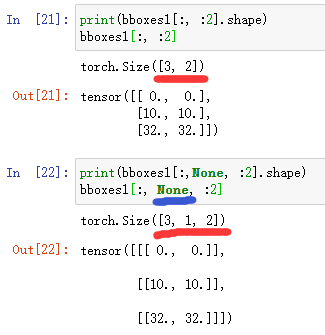 In [21]: print(bboxes1[:, :2].shape)
bboxes1[:, :2]
torch.Size([3, 2])
Out[21]: tensor([[ 0.,  0.],
[10., 10.],
[32., 32.]])
In [22]: print(bboxes1[:,None, :2].shape)
bboxes1[:, None, :2]
torch.Size([3, 1, 2])
Out[22]: tensor([[[ 0.,  0.]],
[[10., 10.]],
[[32., 32.]]])